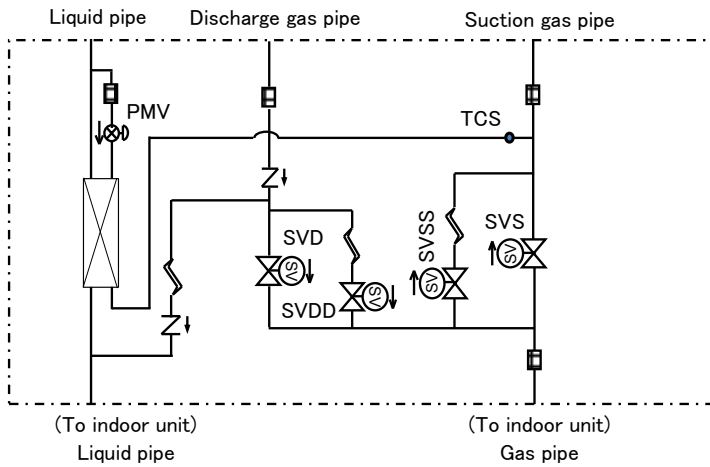 Liquid pipe
Discharge gas pipe
Suction gas pipe
PMV
TCS
SVD
SVSS
SVS
SV
SV
SV
SV
SVDD
(To indoor unit)
Liquid pipe
(To indoor unit)
Gas pipe